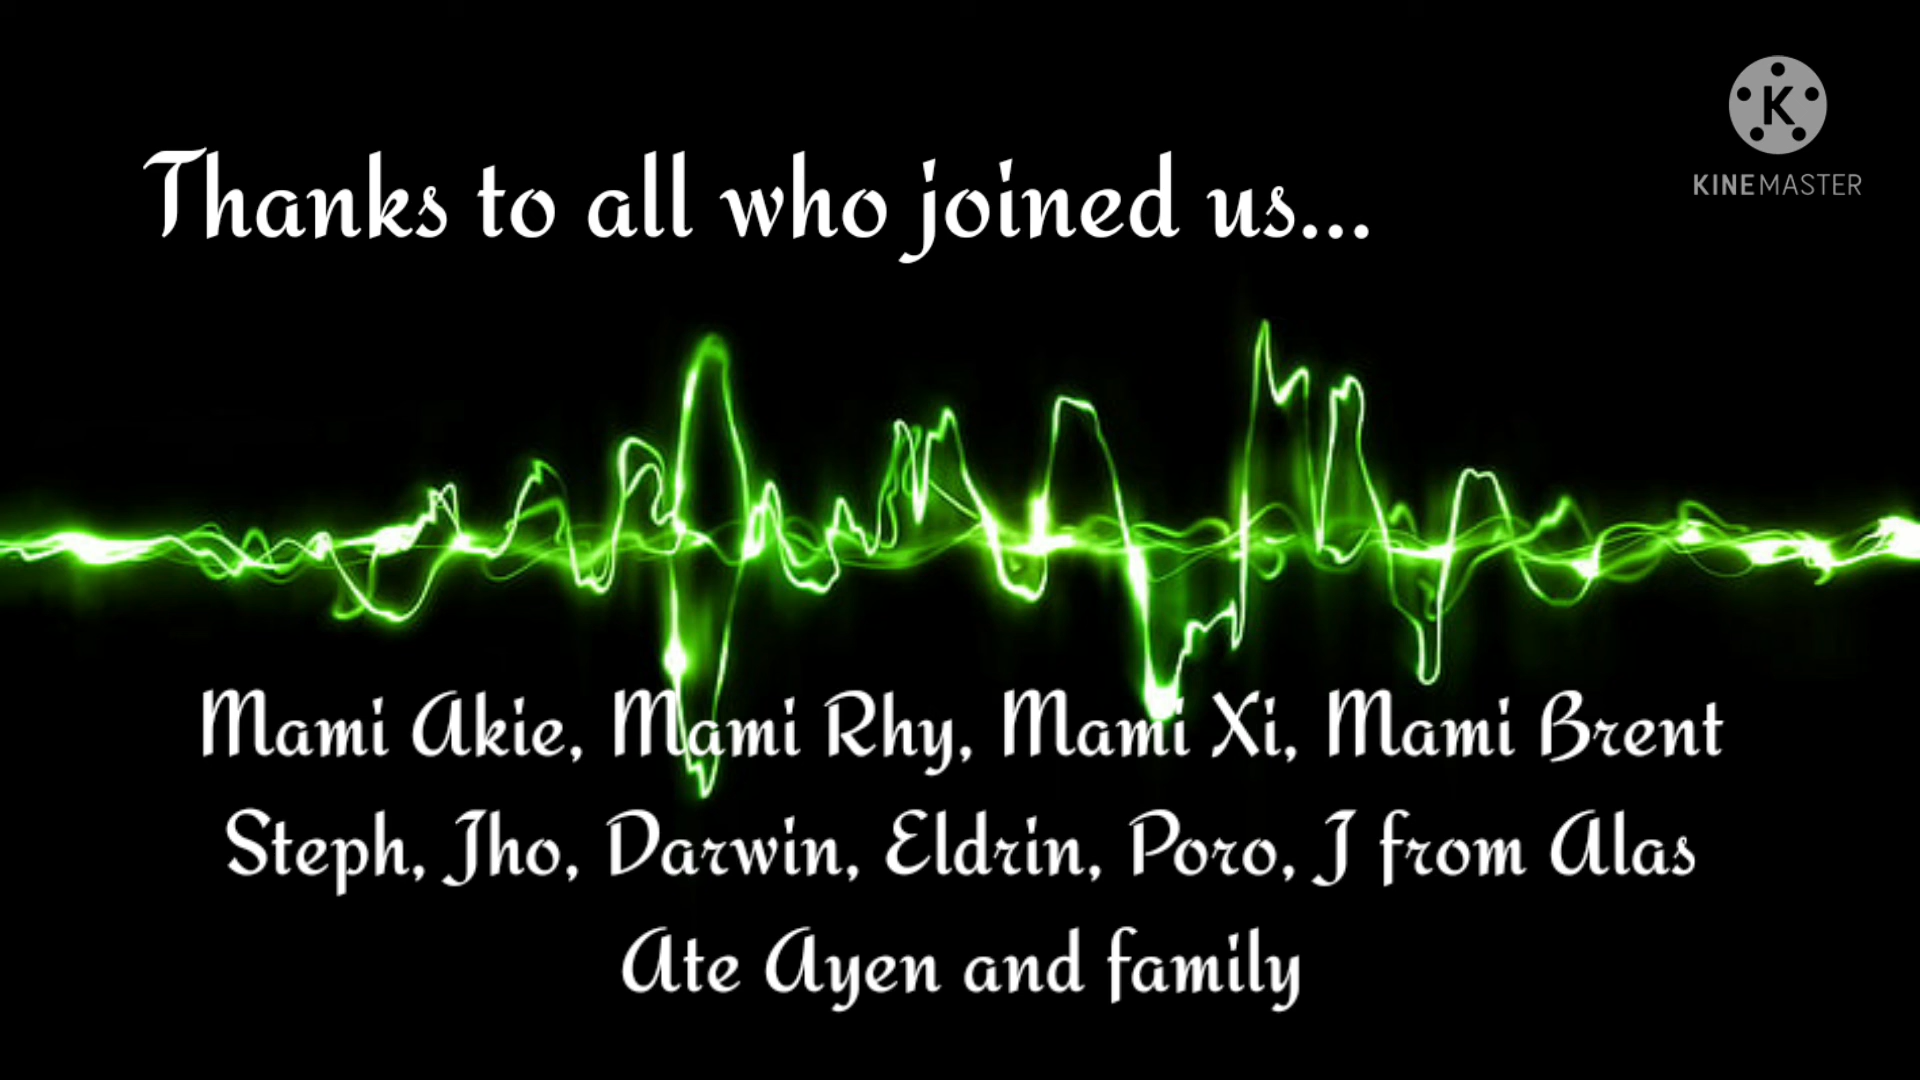 Thanks to all who joined us...
K
KINEMASTER
Mami Akie, Mami Rhy, Mami Xi, Mami Brent
Steph, Jho, Darwin, Eldrin, Poro, J from Alas
Ate Ayen and family